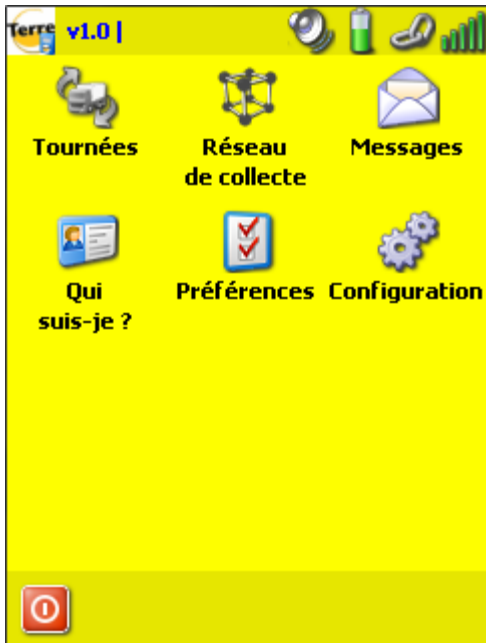 Terre v1.0 |
Tournées
Réseau
de collecte
Messages
Qui
suis-je ?
Préférences
Configuration